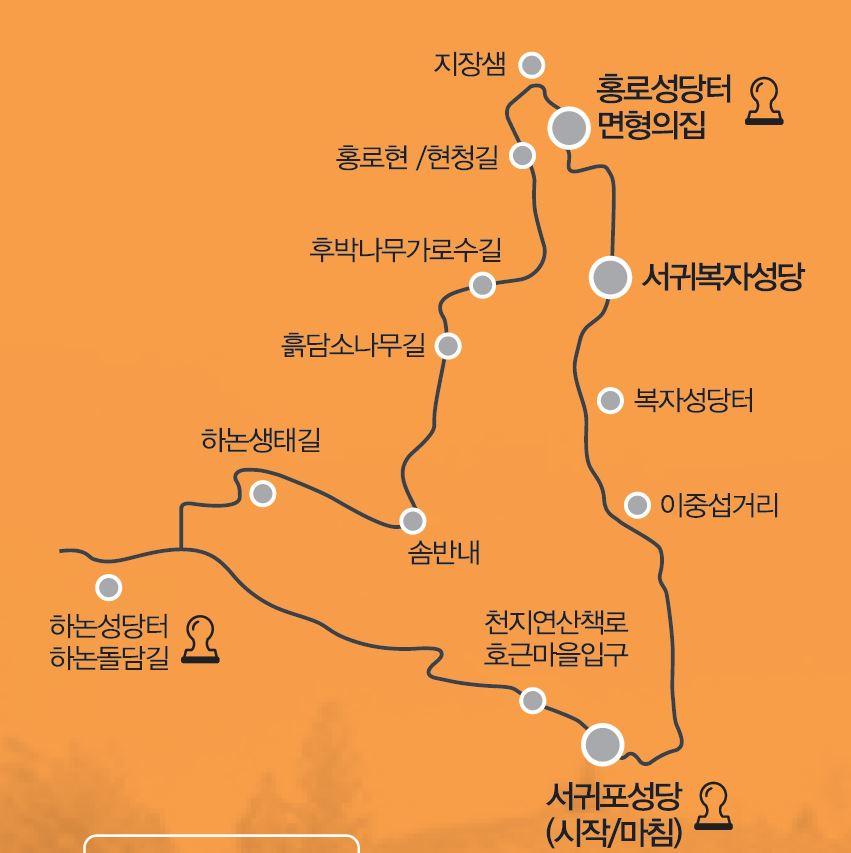 지장샘
홍로성당터
면형의집
홍로현 /현청길
후박나무가로수길
서귀복자성당
흙담소나무길
복자성당터
하논생태길
이중섭거리
솜반내
하논성당터
하논돌담길
천지연산책로
호근마을입구
서귀포성당
(시작/마침)